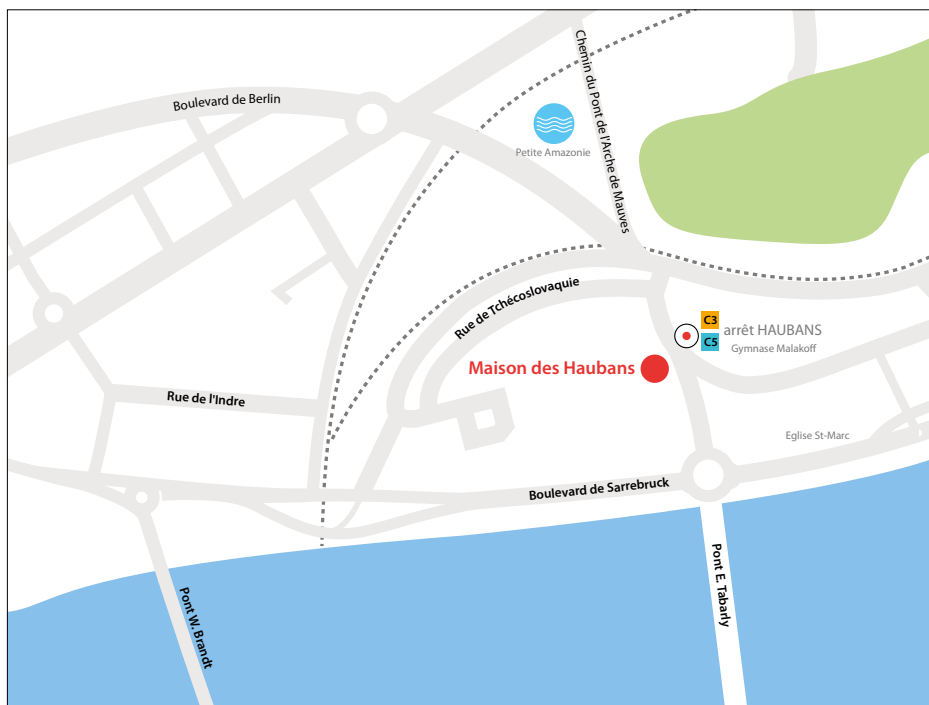 Chemin du Pont de l'Arche de Mauves
Boulevard de Berlin
Petite Amazonie
Rue de Tchécoslovaquie
C3
arrêt HAUBANS
C5
Gymnase Malakoff
Maison des Haubans
Rue de l'Indre
Eglise St-Marc
Boulevard de Sarrebruck
Pont E. Tabarly
Pont W. Brandt